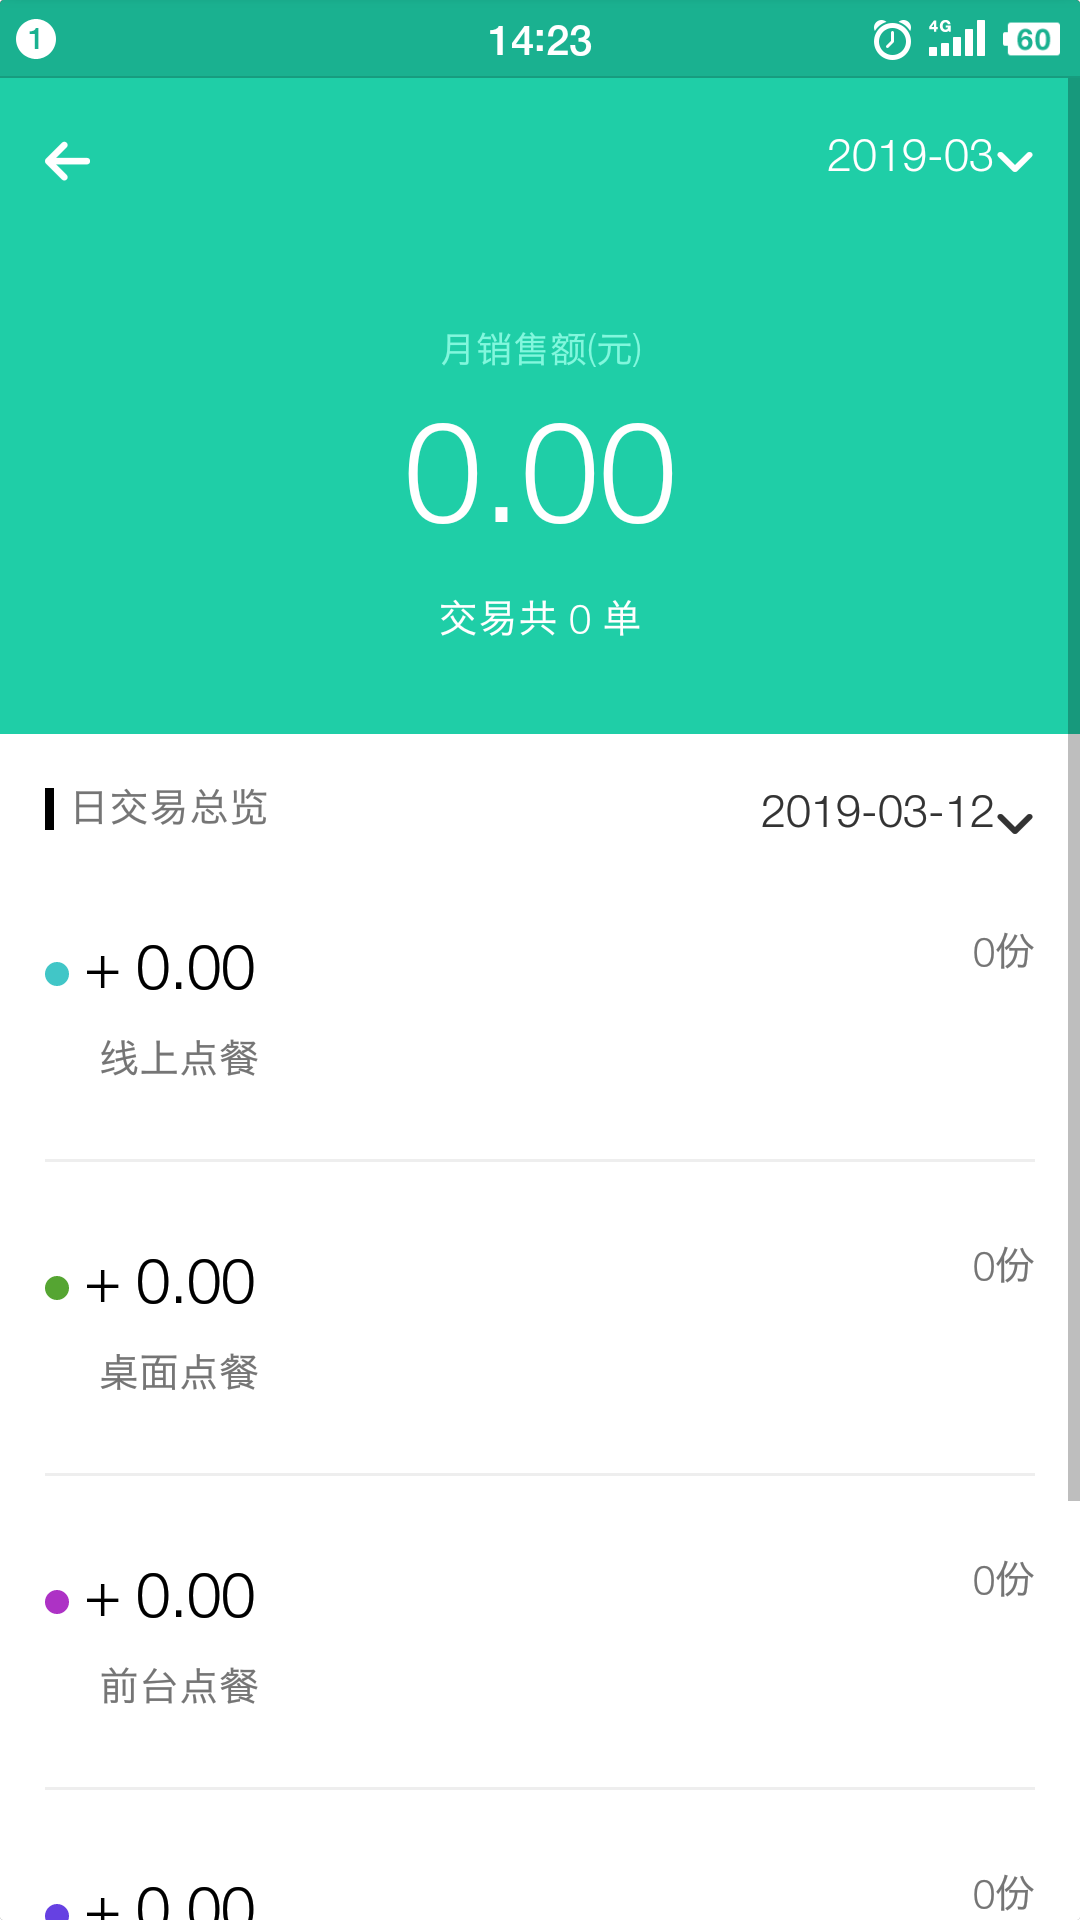 1
14:23
4G
60
2019-03
月销售额(元)
0.00
交易共 0 单
日交易总览
2019-03-12
+ 0.00
0份
线上点餐
+ 0.00
0份
桌面点餐
+ 0.00
0份
前台点餐
+ 0.00
0份